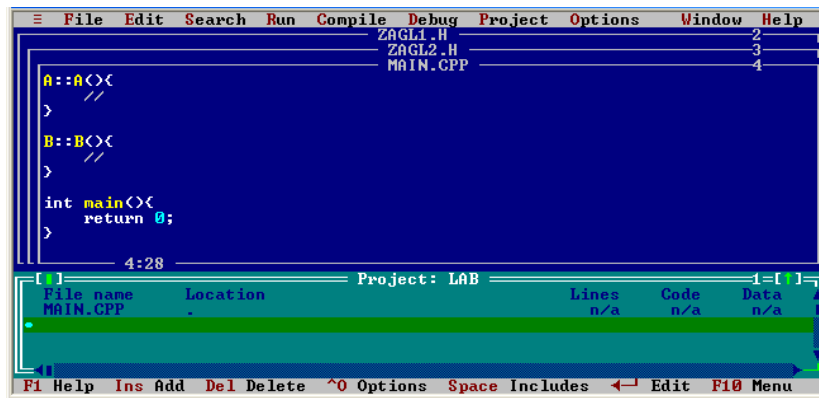 ≡ File Edit Search Run Compile Debug Project Options Window Help
ZAGL1.H 2
ZAGL2.H 3
MAIN.CPP 4
A::A(){
//
}
B::B(){
//
}
int main(){
return 0;
}
4:28
[▮] Project: LAB 1=[↑]
File name Location Lines Code Data
MAIN.CPP . n/a n/a n/a
F1 Help Ins Add Del Delete ^O Options Space Includes ◄─┘ Edit F10 Menu